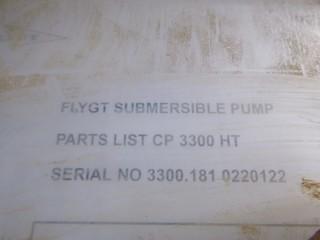 FLYGT SUBMERSIBLE PUMP
PARTS LIST CP 3300 HT
SERIAL NO 3300.181 0220122